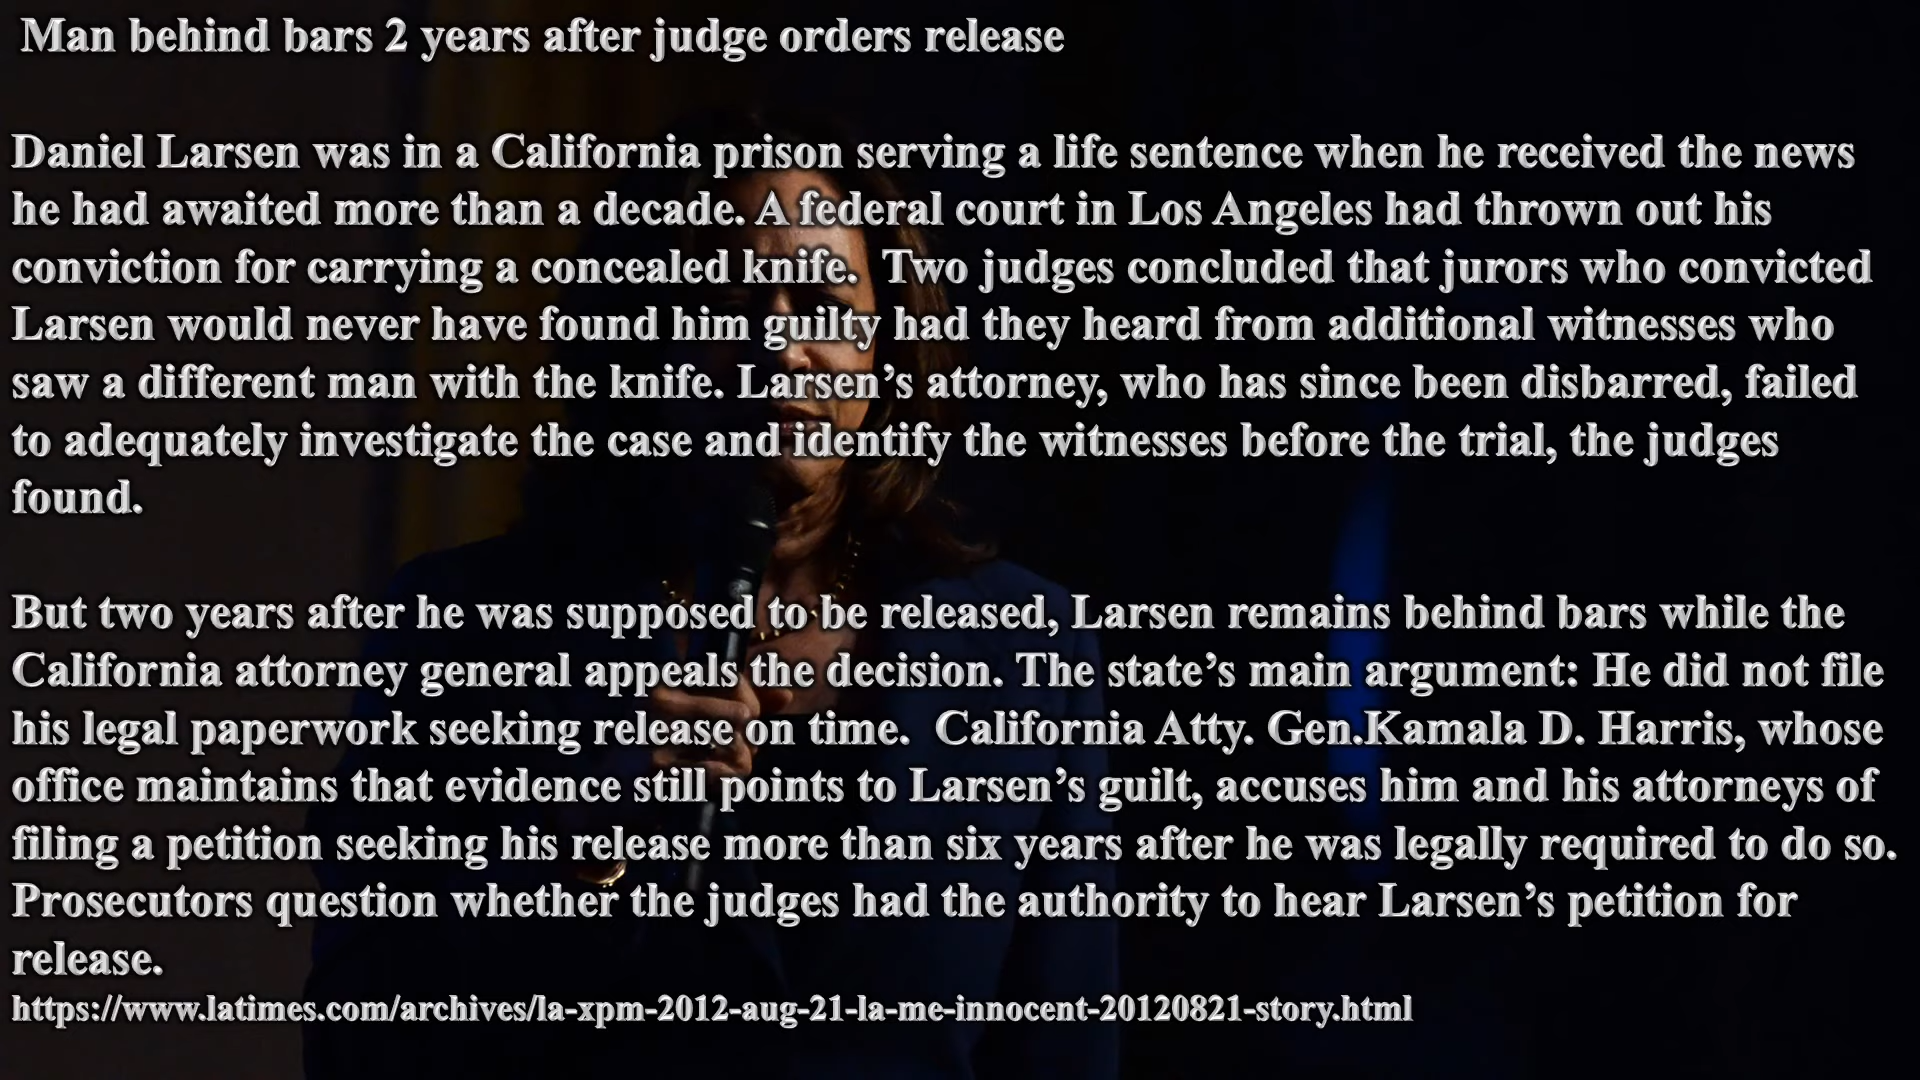 Man behind bars 2 years after judge orders release
Daniel Larsen was in a California prison serving a life sentence when he received the news
he had awaited more than a decade. A federal court in Los Angeles had thrown out his
conviction for carrying a concealed knife.  Two judges concluded that jurors who convicted
Larsen would never have found him guilty had they heard from additional witnesses who
saw a different man with the knife. Larsen’s attorney, who has since been disbarred, failed
to adequately investigate the case and identify the witnesses before the trial, the judges
found.
But two years after he was supposed to be released, Larsen remains behind bars while the
California attorney general appeals the decision. The state’s main argument: He did not file
his legal paperwork seeking release on time.  California Atty. Gen.Kamala D. Harris, whose
office maintains that evidence still points to Larsen’s guilt, accuses him and his attorneys of
filing a petition seeking his release more than six years after he was legally required to do so.
Prosecutors question whether the judges had the authority to hear Larsen’s petition for
release.
https://www.latimes.com/archives/la-xpm-2012-aug-21-la-me-innocent-20120821-story.html